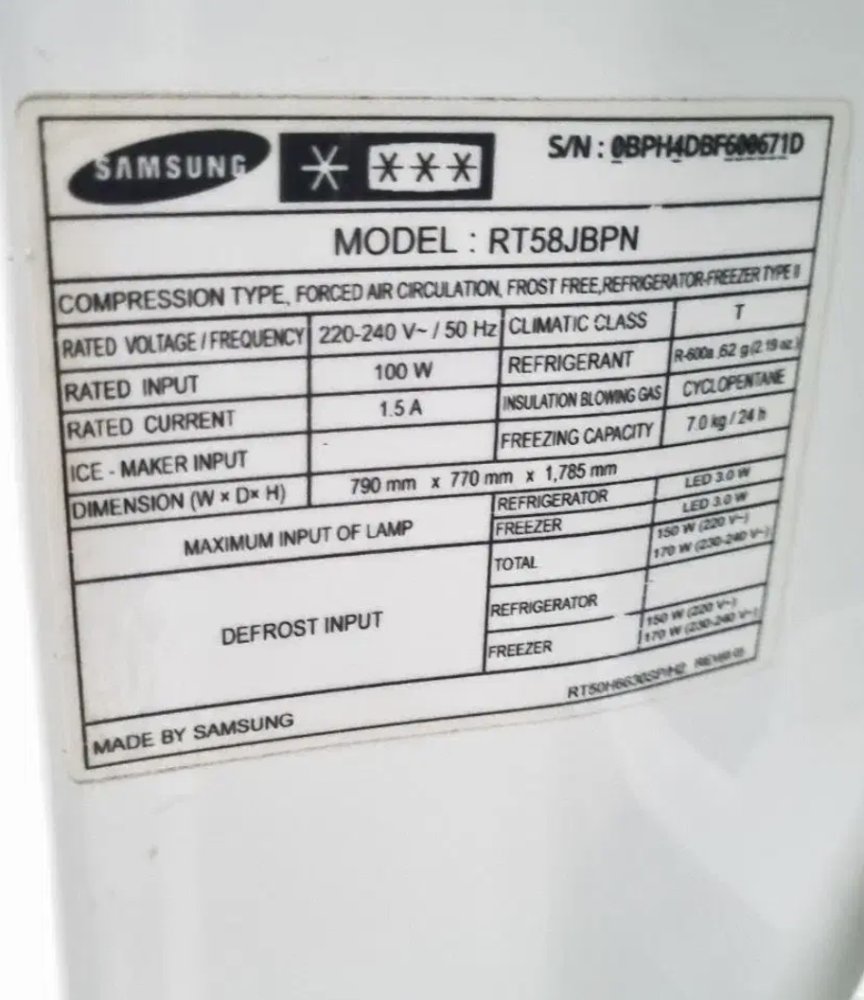 SAMSUNG
S/N : 0BPH4DBF600671D
MODEL : RT58JBPN
COMPRESSION TYPE, FORCED AIR CIRCULATION, FROST FREE,REFRIGERATOR-FREEZER TYPE II
RATED VOLTAGE / FREQUENCY 220-240 V~ / 50 Hz CLIMATIC CLASS T
RATED INPUT 100 W REFRIGERANT R-600a ,62 g(2.19 oz.)
RATED CURRENT 1.5 A INSULATION BLOWING GAS CYCLOPENTANE
ICE - MAKER INPUT - FREEZING CAPACITY 7.0 kg / 24 h
DIMENSION (W × D× H) 790 mm x 770 mm x 1,785 mm
MAXIMUM INPUT OF LAMP REFRIGERATOR LED 3.0 W
FREEZER LED 3.0 W
DEFROST INPUT TOTAL 150 W (220 V~)
170 W (230-240 V~)
REFRIGERATOR
FREEZER 150 W (220 V~)
170 W (230-240 V~)
MADE BY SAMSUNG RT50H6630SP/H2